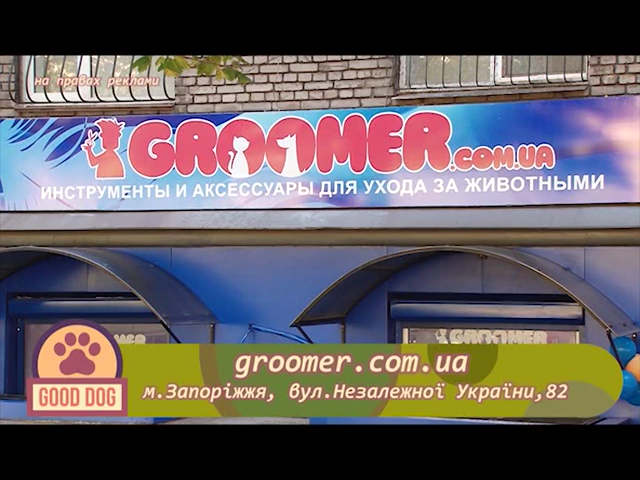 на правах реклами
GROOMER.COM.UA
ИНСТРУМЕНТЫ И АКСЕССУАРЫ ДЛЯ УХОДА ЗА ЖИВОТНЫМИ
GROOMER
groomer.com.ua
м.Запоріжжя, вул.Незалежної України,82
GOOD DOG